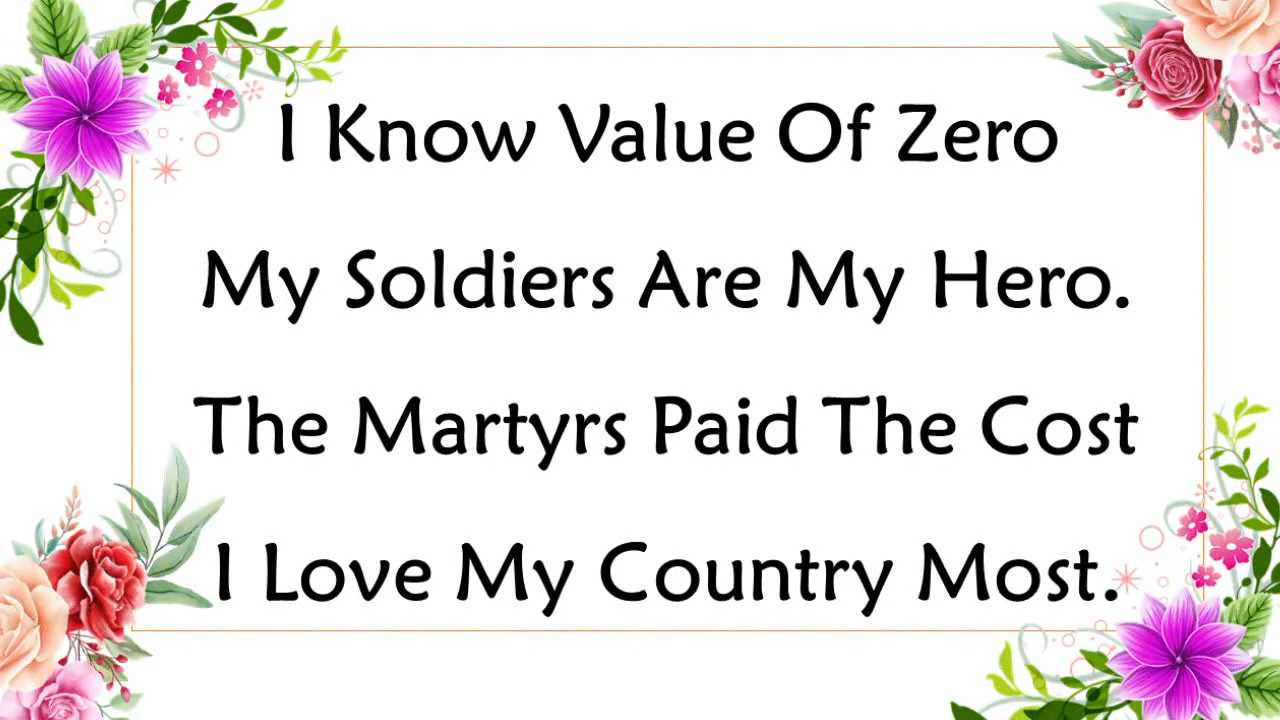 I Know Value Of Zero
My Soldiers Are My Hero.
The Martyrs Paid The Cost
I Love My Country Most.